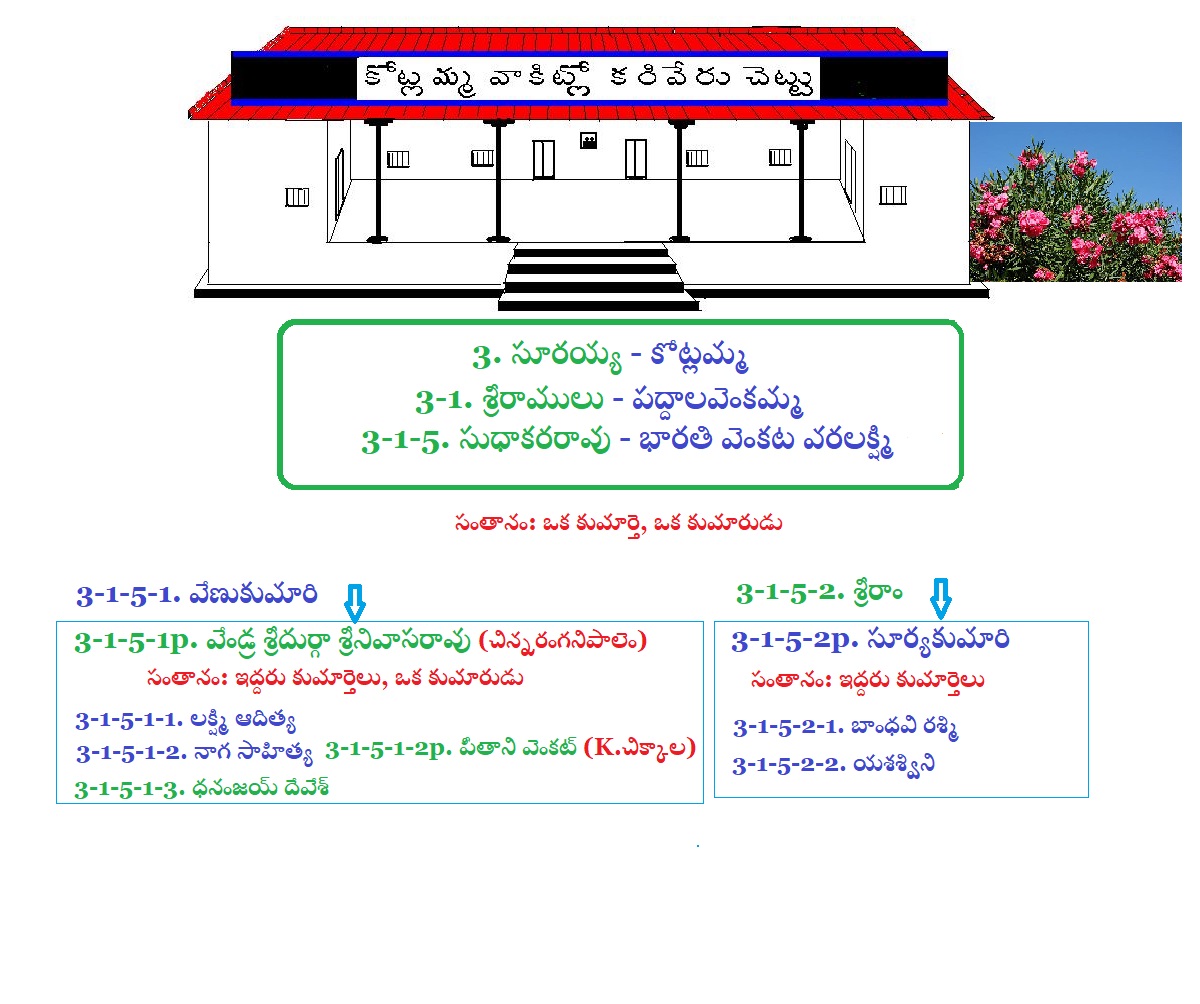 కోట్లమ్మ వాకిట్లో కరివేరు చెట్టు
3. సూరయ్య - కోట్లమ్మ
3-1. శ్రీరాములు - పద్దాలవెంకమ్మ
3-1-5. సుధాకరరావు - భారతి వెంకట వరలక్ష్మి
సంతానం: ఒక కుమార్తె, ఒక కుమారుడు
3-1-5-1. వేణుకుమారి
3-1-5-1p. వేండ్ర శ్రీదుర్గా శ్రీనివాసరావు (చిన్నరంగనిపాలెం)
సంతానం: ఇద్దరు కుమార్తెలు, ఒక కుమారుడు
3-1-5-1-1. లక్ష్మి ఆదిత్య
3-1-5-1-2. నాగ సాహిత్య 3-1-5-1-2p. పితాని వెంకట్ (K.చిక్కాల)
3-1-5-1-3. ధనంజయ్ దేవేశ్
3-1-5-2. శ్రీరాం
3-1-5-2p. సూర్యకుమారి
సంతానం: ఇద్దరు కుమార్తెలు
3-1-5-2-1. బాంధవి రశ్మి
3-1-5-2-2. యశశ్విని